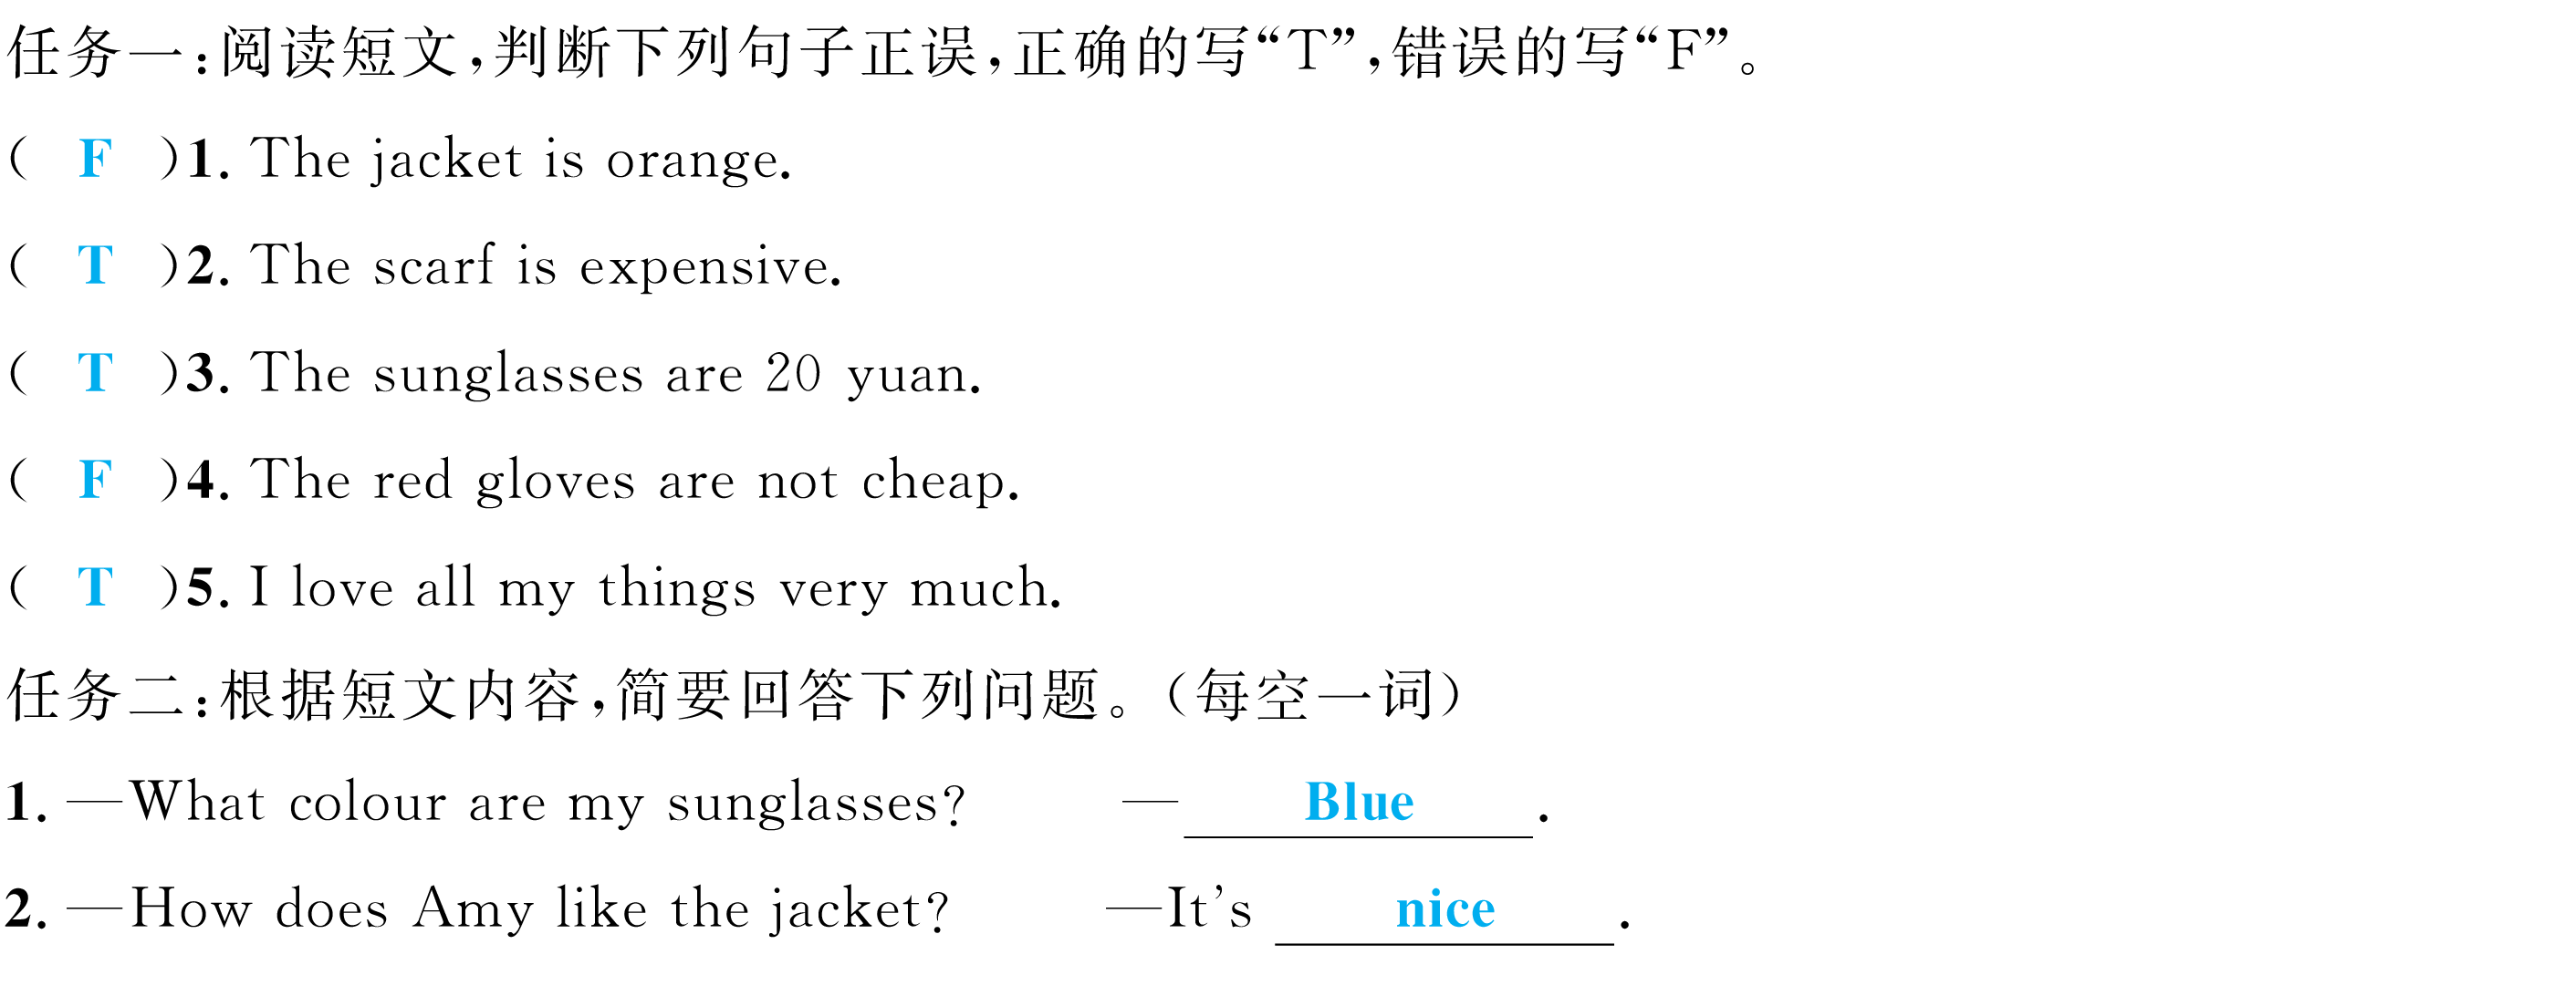 任务一:阅读短文,判断下列句子正误,正确的写“T”,错误的写“F”。
( F )1. The jacket is orange.
( T )2. The scarf is expensive.
( T )3. The sunglasses are 20 yuan.
( F )4. The red gloves are not cheap.
( T )5. I love all my things very much.
任务二:根据短文内容,简要回答下列问题。(每空一词)
1. —What colour are my sunglasses? — Blue .
2. —How does Amy like the jacket? —It’s nice .